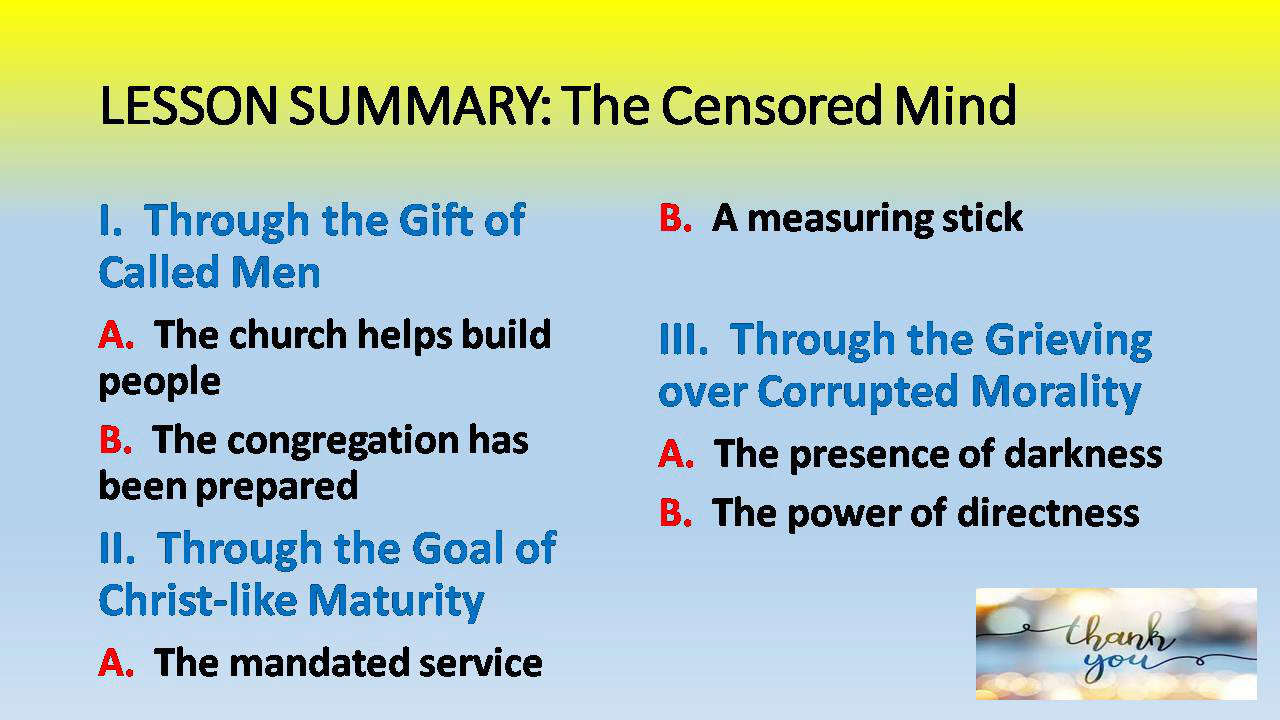 LESSON SUMMARY: The Censored Mind
I. Through the Gift of
Called Men
A. The church helps build
people
B. The congregation has
been prepared
II. Through the Goal of
Christ-like Maturity
A. The mandated service
B. A measuring stick
III. Through the Grieving
over Corrupted Morality
A. The presence of darkness
B. The power of directness
thank
you